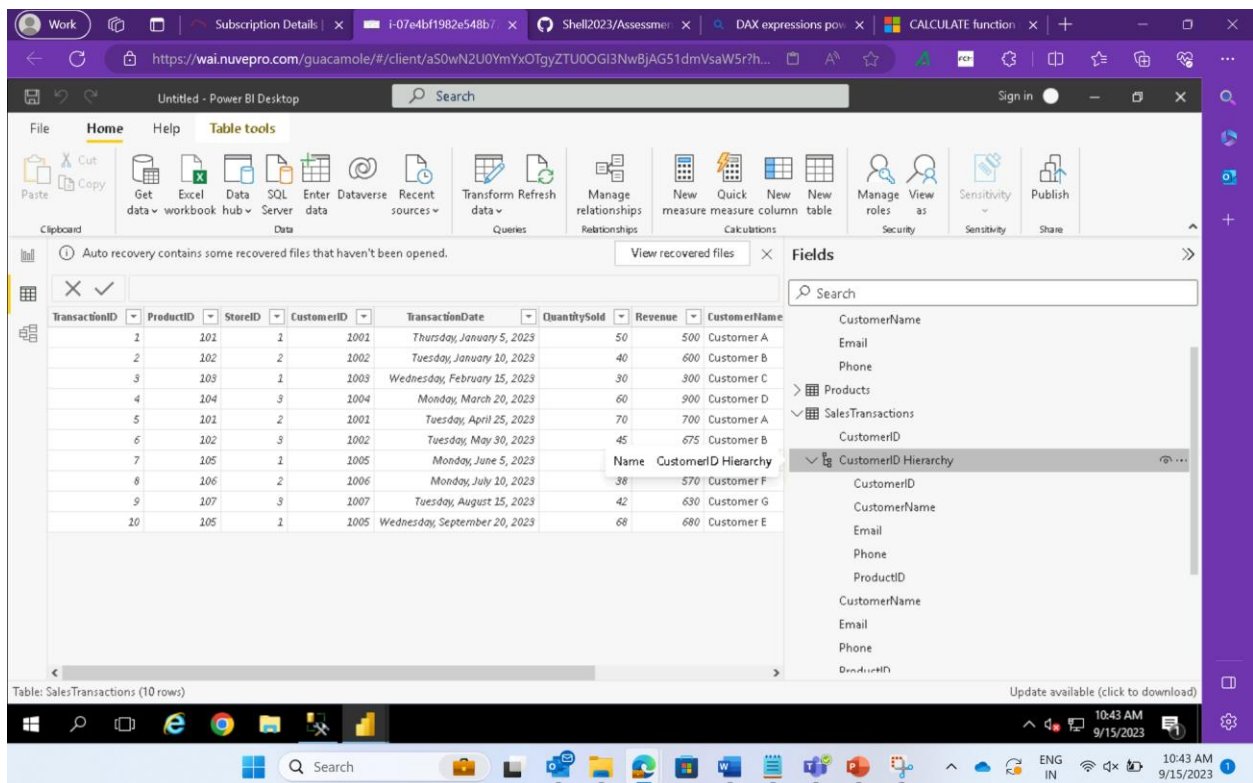 Work
Subscription Details |
i-07e4bf1982e548b7
Shell2023/Assessmen
DAX expressions pow
CALCULATE function
https://wai.nuvepro.com/guacamole/#/client/aS0wN2U0YmYxOTgyZTU0OGI3NwBjAG51dmVsaW5r?h...
Untitled - Power BI Desktop
Search
Sign in
File Home Help Table tools
Paste
Cut
Copy
Get data
Excel workbook
Data hub
SQL Server
Enter data
Dataverse
Recent sources
Transform data
Refresh
Manage relationships
New measure
Quick measure
New column
New table
Manage roles
View as
Sensitivity
Publish
Clipboard Data Queries Relationships Calculations Security Sensitivity Share
Auto recovery contains some recovered files that haven't been opened.
View recovered files
TransactionID ProductID StoreID CustomerID TransactionDate QuantitySold Revenue CustomerName
1 101 1 1001 Thursday, January 5, 2023 50 500 Customer A
2 102 2 1002 Tuesday, January 10, 2023 40 600 Customer B
3 103 1 1003 Wednesday, February 15, 2023 30 300 Customer C
4 104 3 1004 Monday, March 20, 2023 60 900 Customer D
5 101 2 1001 Tuesday, April 25, 2023 70 700 Customer A
6 102 3 1002 Tuesday, May 30, 2023 45 675 Customer B
7 105 1 1005 Monday, June 5, 2023
Name CustomerID Hierarchy
8 106 2 1006 Monday, July 10, 2023 38 570 Customer F
9 107 3 1007 Tuesday, August 15, 2023 42 630 Customer G
10 105 1 1005 Wednesday, September 20, 2023 68 680 Customer E
Fields
Search
CustomerName
Email
Phone
Products
SalesTransactions
CustomerID
CustomerID Hierarchy
CustomerID
CustomerName
Email
Phone
ProductID
CustomerName
Email
Phone
ProductID
Table: SalesTransactions (10 rows)
Update available (click to download)
10:43 AM
9/15/2023
Search
ENG
IN
10:43 AM
9/15/2023
1